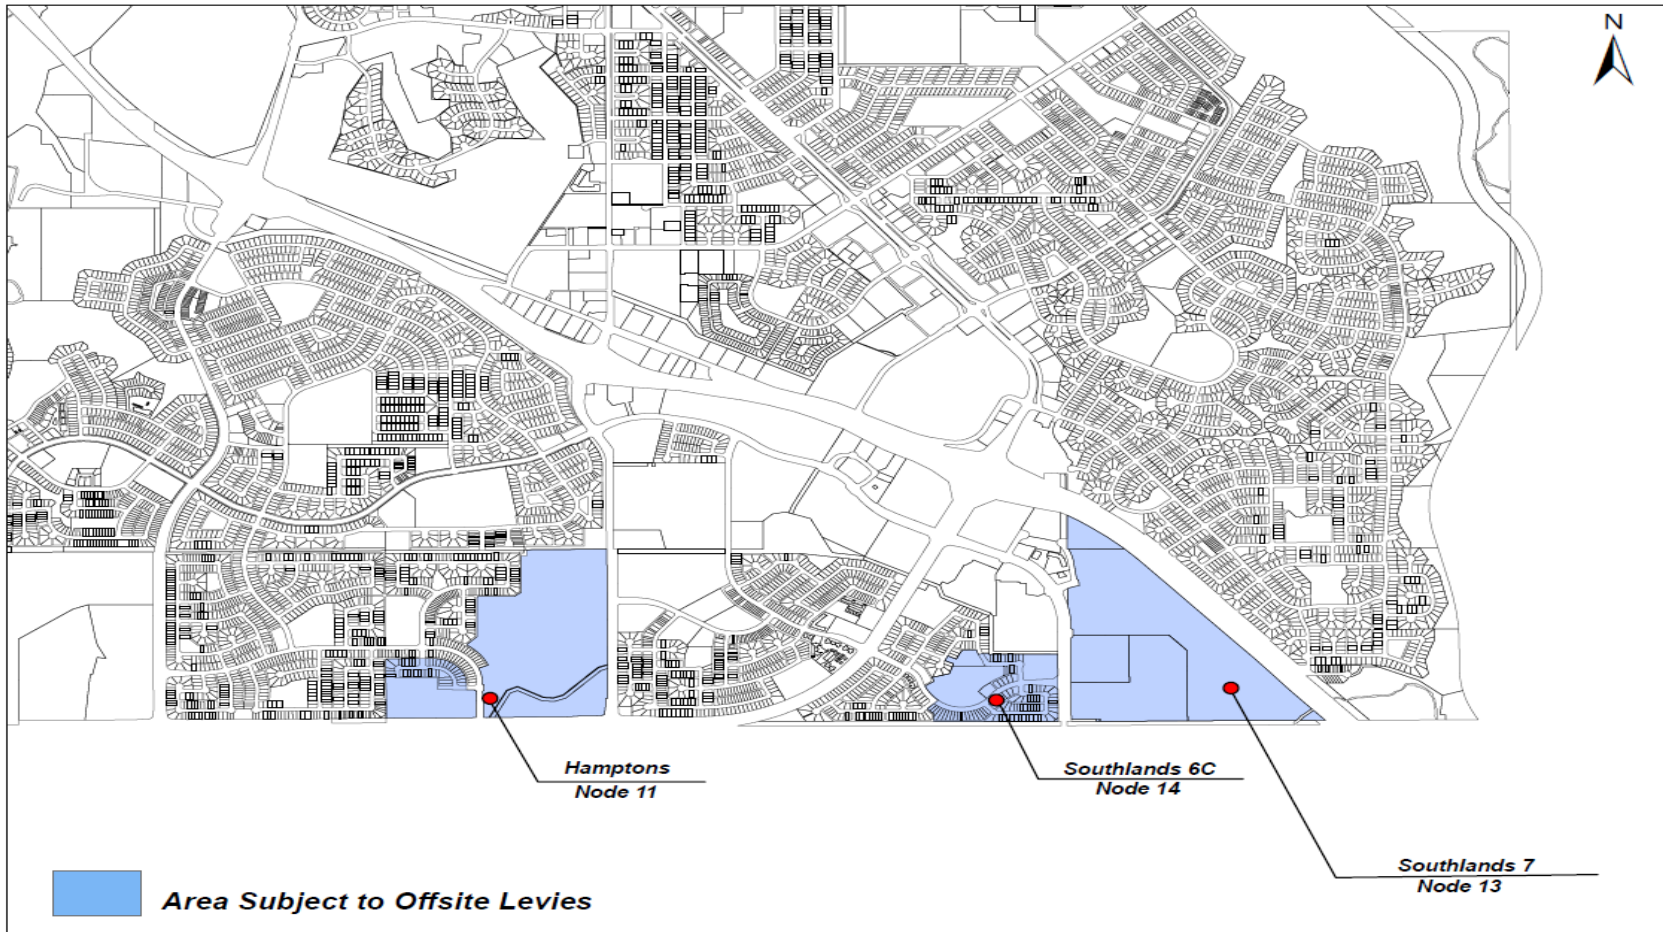 N
Hamptons
Node 11
Southlands 6C
Node 14
Southlands 7
Node 13
Area Subject to Offsite Levies